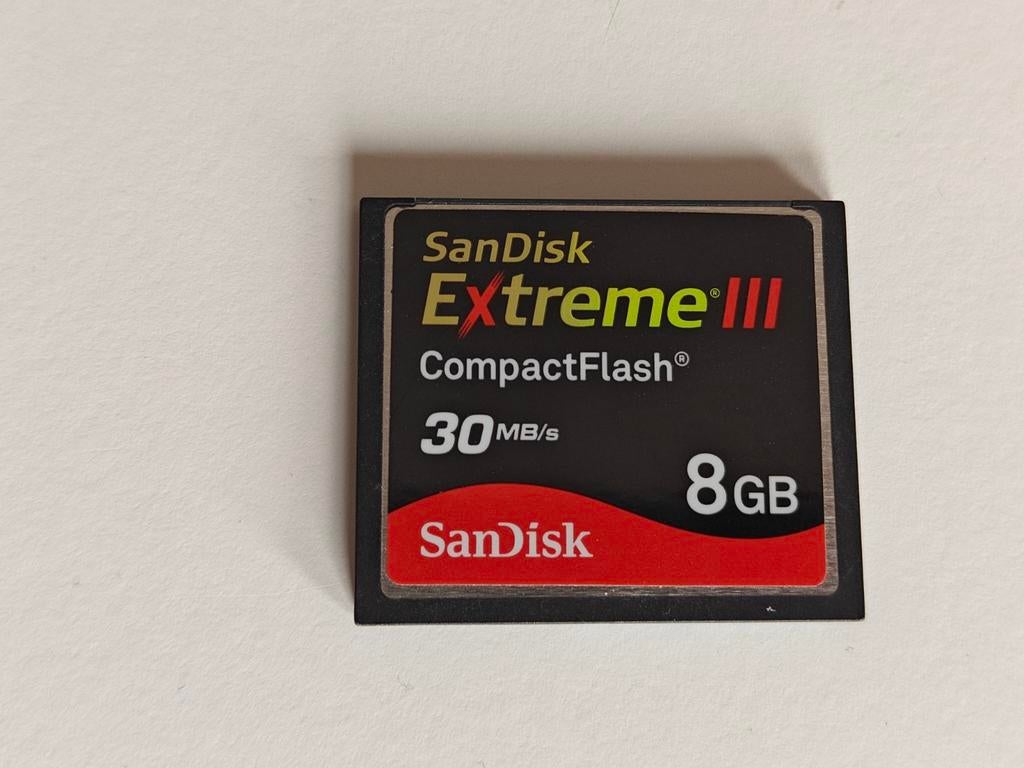 SanDisk
Extreme® III
CompactFlash®
30MB/s
8GB
SanDisk